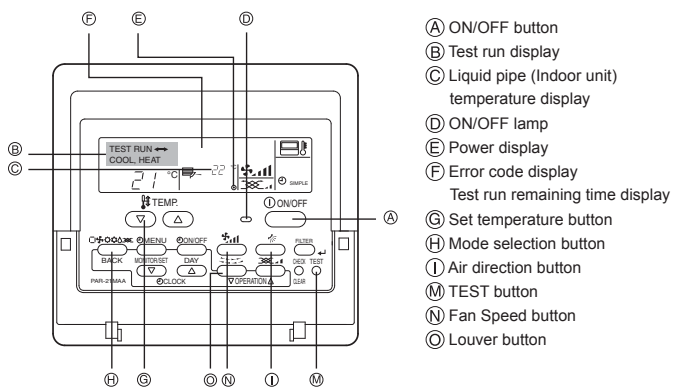 Ⓕ Ⓔ Ⓓ
Ⓑ
Ⓒ
TEST RUN ↔
COOL, HEAT
21 °C
22 °C
SIMPLE
TEMP.
ON/OFF
Ⓐ
MENU
ON/OFF
FILTER
BACK MONITOR/SET DAY
CHECK TEST
PAR-21MAA
CLOCK
▽ OPERATION △
CLEAR
Ⓗ Ⓖ Ⓞ Ⓝ Ⓘ Ⓜ
Ⓐ ON/OFF button
Ⓑ Test run display
Ⓒ Liquid pipe (Indoor unit)
temperature display
Ⓓ ON/OFF lamp
Ⓔ Power display
Ⓕ Error code display
Test run remaining time display
Ⓖ Set temperature button
Ⓗ Mode selection button
Ⓘ Air direction button
Ⓜ TEST button
Ⓝ Fan Speed button
Ⓞ Louver button